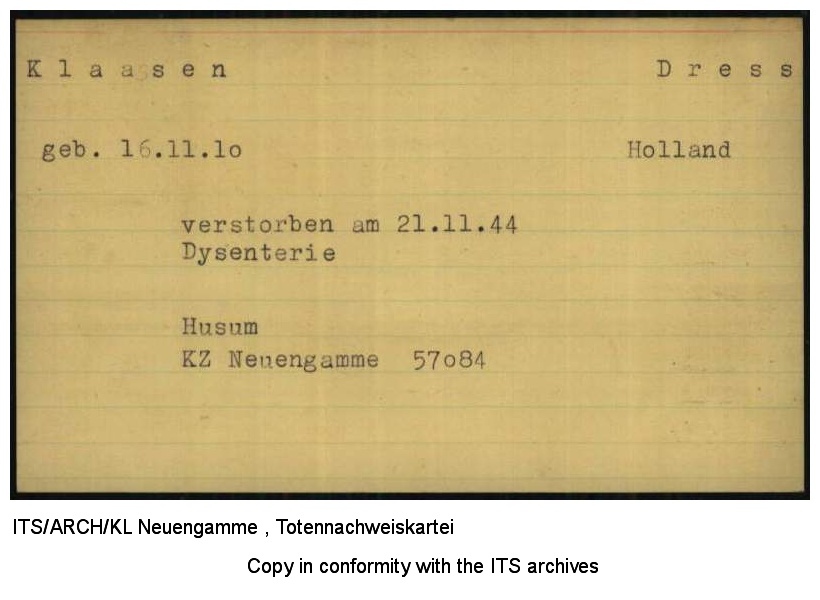 Klaassen Dress
geb. 16.11.1o Holland
verstorben am 21.11.44
Dysenterie
Husum
KZ Neuengamme 57o84
ITS/ARCH/KL Neuengamme , Totennachweiskartei
Copy in conformity with the ITS archives